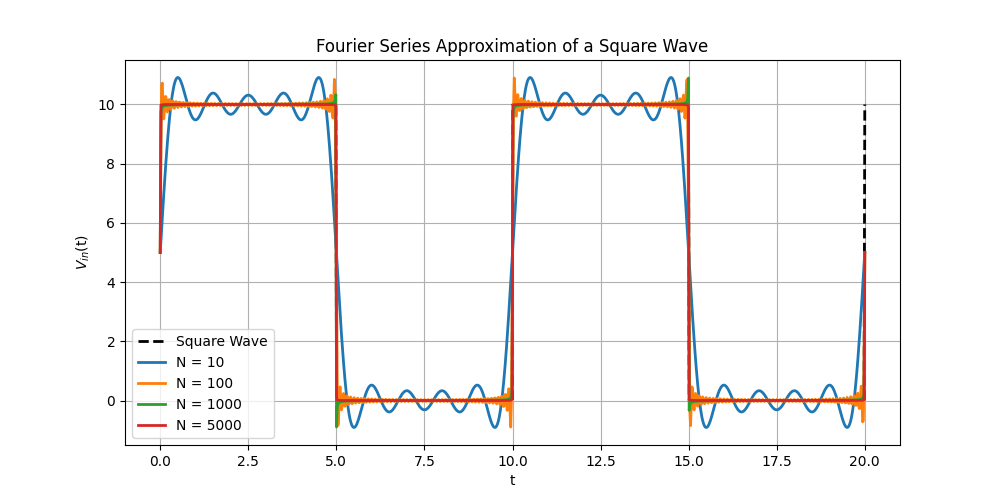 Fourier Series Approximation of a Square Wave
V_in(t)
10
8
6
4
2
0
Square Wave
N = 10
N = 100
N = 1000
N = 5000
0.0 2.5 5.0 7.5 10.0 12.5 15.0 17.5 20.0
t